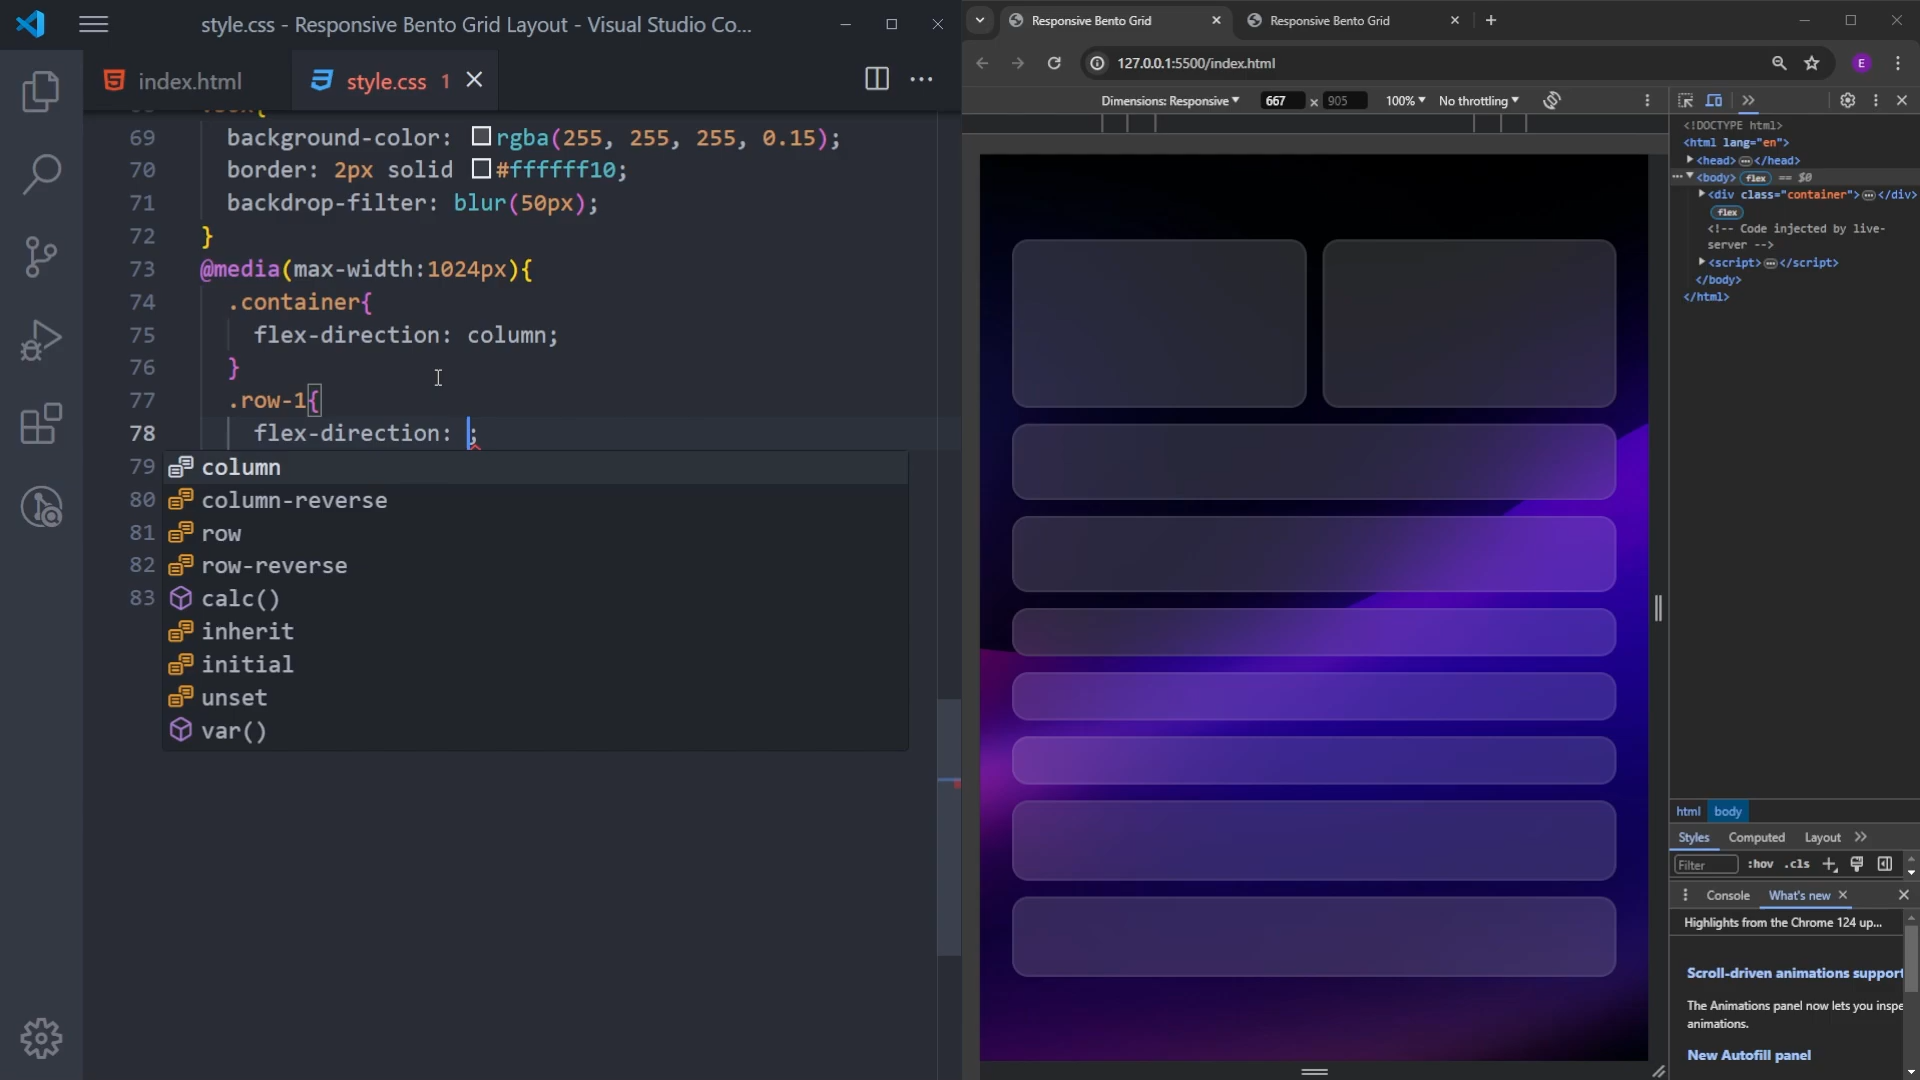 style.css - Responsive Bento Grid Layout - Visual Studio Co...
index.html
style.css 1
69 background-color: rgba(255, 255, 255, 0.15);
70 border: 2px solid #ffffff10;
71 backdrop-filter: blur(50px);
72 }
73 @media(max-width:1024px){
74 .container{
75 flex-direction: column;
76 }
77 .row-1{
78 flex-direction: ;
79 column
80 column-reverse
81 row
82 row-reverse
83 calc()
inherit
initial
unset
var()
Responsive Bento Grid
Responsive Bento Grid
127.0.0.1:5500/index.html
E
Dimensions: Responsive 667 x 905 100% No throttling
<!DOCTYPE html>
<html lang="en">
<head> </head>
<body> flex == $0
<div class="container"> </div>
flex
<!-- Code injected by live-
server -->
<script> </script>
</body>
</html>
html body
Styles Computed Layout
Filter :hov .cls
Console What's new
Highlights from the Chrome 124 up...
Scroll-driven animations support
The Animations panel now lets you inspe
animations.
New Autofill panel